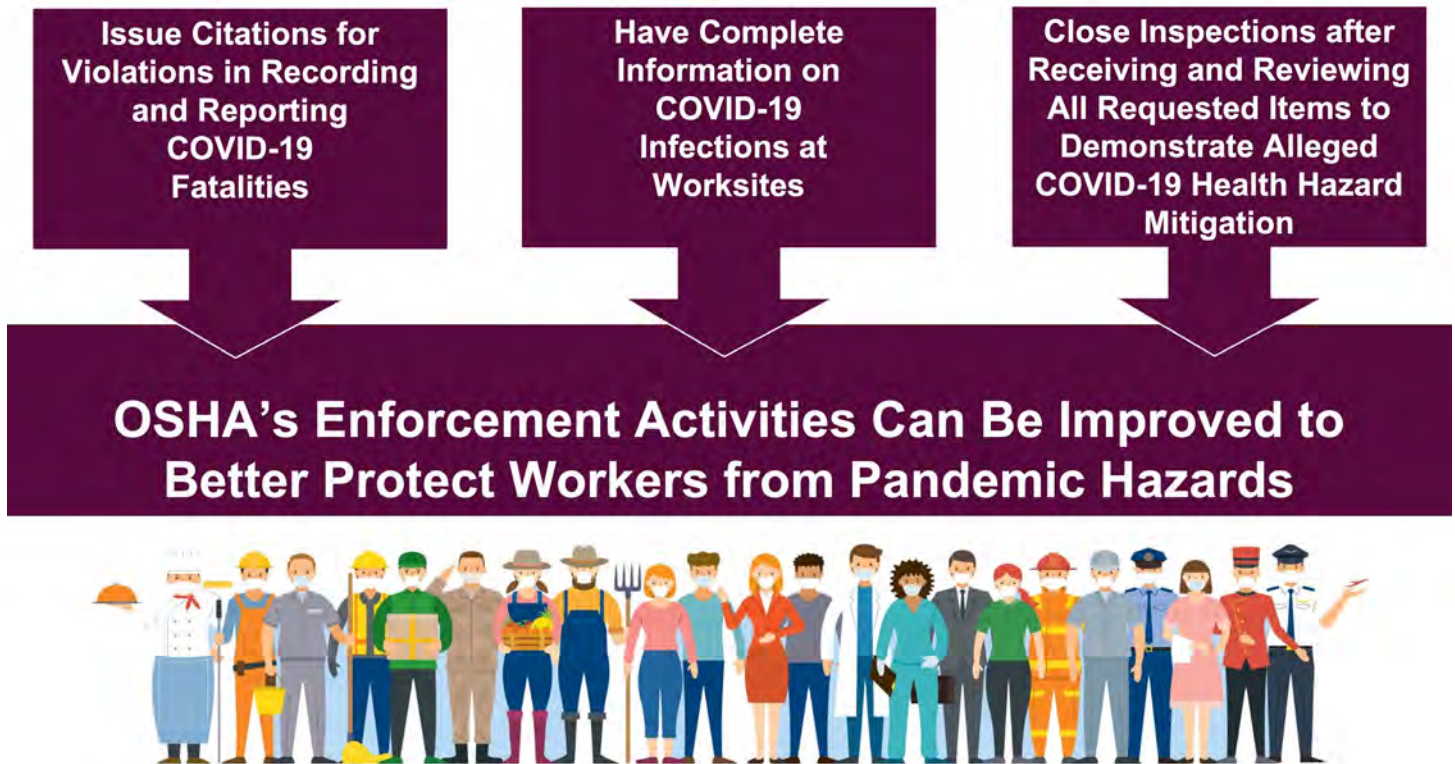 Issue Citations for
Violations in Recording
and Reporting
COVID-19
Fatalities
Have Complete
Information on
COVID-19
Infections at
Worksites
Close Inspections after
Receiving and Reviewing
All Requested Items to
Demonstrate Alleged
COVID-19 Health Hazard
Mitigation
OSHA's Enforcement Activities Can Be Improved to
Better Protect Workers from Pandemic Hazards